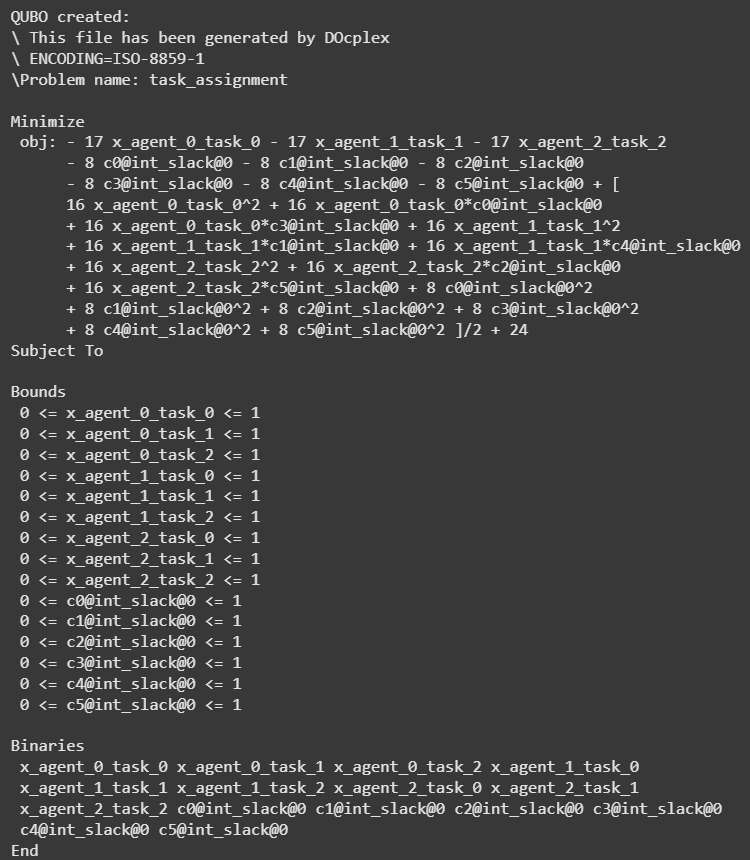 QUBO created:
\ This file has been generated by DOcplex
\ ENCODING=ISO-8859-1
\Problem name: task_assignment
Minimize
obj: - 17 x_agent_0_task_0 - 17 x_agent_1_task_1 - 17 x_agent_2_task_2
- 8 c0@int_slack@0 - 8 c1@int_slack@0 - 8 c2@int_slack@0
- 8 c3@int_slack@0 - 8 c4@int_slack@0 - 8 c5@int_slack@0 + [
16 x_agent_0_task_0^2 + 16 x_agent_0_task_0*c0@int_slack@0
+ 16 x_agent_0_task_0*c3@int_slack@0 + 16 x_agent_1_task_1^2
+ 16 x_agent_1_task_1*c1@int_slack@0 + 16 x_agent_1_task_1*c4@int_slack@0
+ 16 x_agent_2_task_2^2 + 16 x_agent_2_task_2*c2@int_slack@0
+ 16 x_agent_2_task_2*c5@int_slack@0 + 8 c0@int_slack@0^2
+ 8 c1@int_slack@0^2 + 8 c2@int_slack@0^2 + 8 c3@int_slack@0^2
+ 8 c4@int_slack@0^2 + 8 c5@int_slack@0^2 ]/2 + 24
Subject To
Bounds
0 <= x_agent_0_task_0 <= 1
0 <= x_agent_0_task_1 <= 1
0 <= x_agent_0_task_2 <= 1
0 <= x_agent_1_task_0 <= 1
0 <= x_agent_1_task_1 <= 1
0 <= x_agent_1_task_2 <= 1
0 <= x_agent_2_task_0 <= 1
0 <= x_agent_2_task_1 <= 1
0 <= x_agent_2_task_2 <= 1
0 <= c0@int_slack@0 <= 1
0 <= c1@int_slack@0 <= 1
0 <= c2@int_slack@0 <= 1
0 <= c3@int_slack@0 <= 1
0 <= c4@int_slack@0 <= 1
0 <= c5@int_slack@0 <= 1
Binaries
x_agent_0_task_0 x_agent_0_task_1 x_agent_0_task_2 x_agent_1_task_0
x_agent_1_task_1 x_agent_1_task_2 x_agent_2_task_0 x_agent_2_task_1
x_agent_2_task_2 c0@int_slack@0 c1@int_slack@0 c2@int_slack@0 c3@int_slack@0
c4@int_slack@0 c5@int_slack@0
End